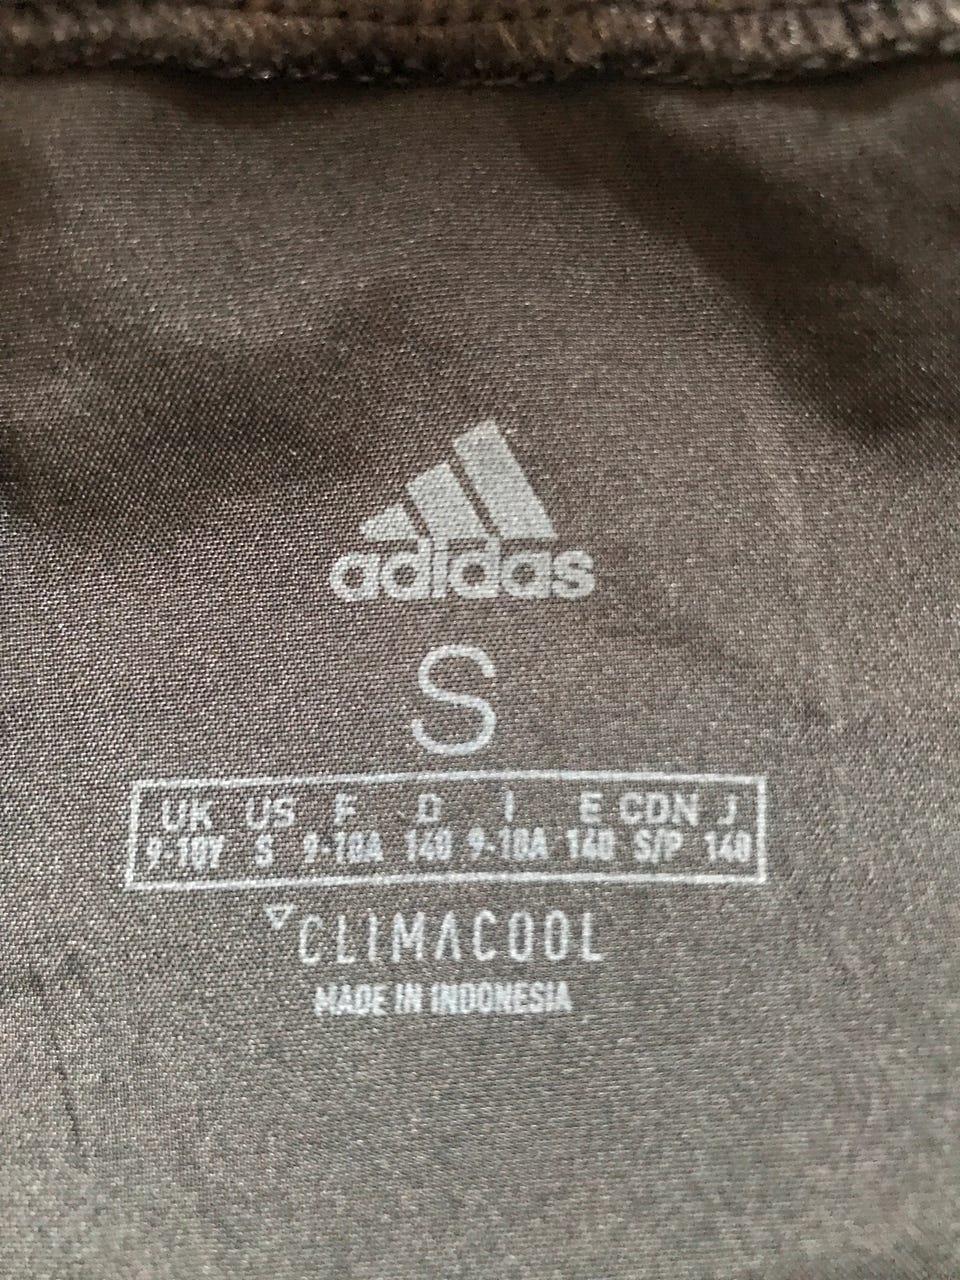 adidas
S
UK US F D I E CDN J
9-10Y S 9-10A 140 9-10A 140 S/P 140
CLIMACOOL
MADE IN INDONESIA